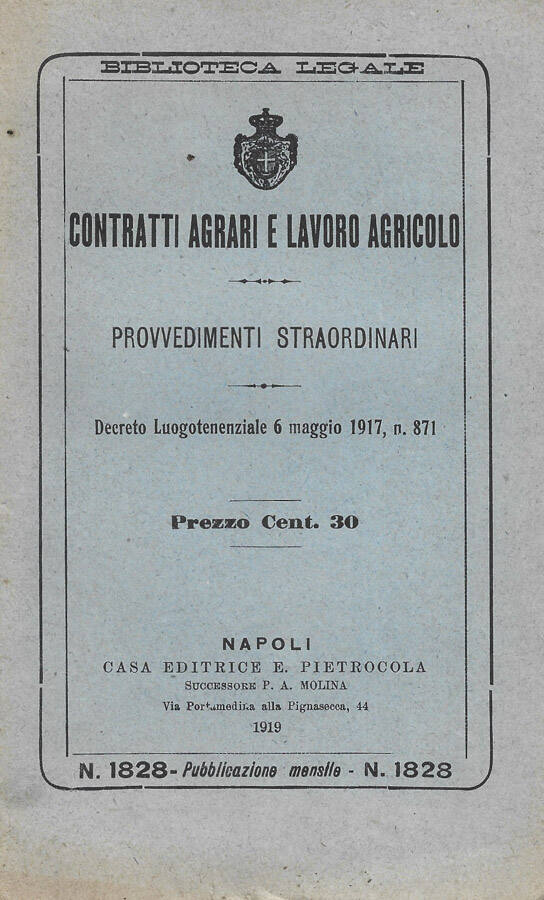 BIBLIOTECA LEGALE
CONTRATTI AGRARI E LAVORO AGRICOLO
PROVVEDIMENTI STRAORDINARI
Decreto Luogotenenziale 6 maggio 1917, n. 871
Prezzo Cent. 30
NAPOLI
CASA EDITRICE E. PIETROCOLA
SUCCESSORE P. A. MOLINA
Via Portamedina alla Pignasecca, 44
1919
N. 1828 - Pubblicazione mensile - N. 1828